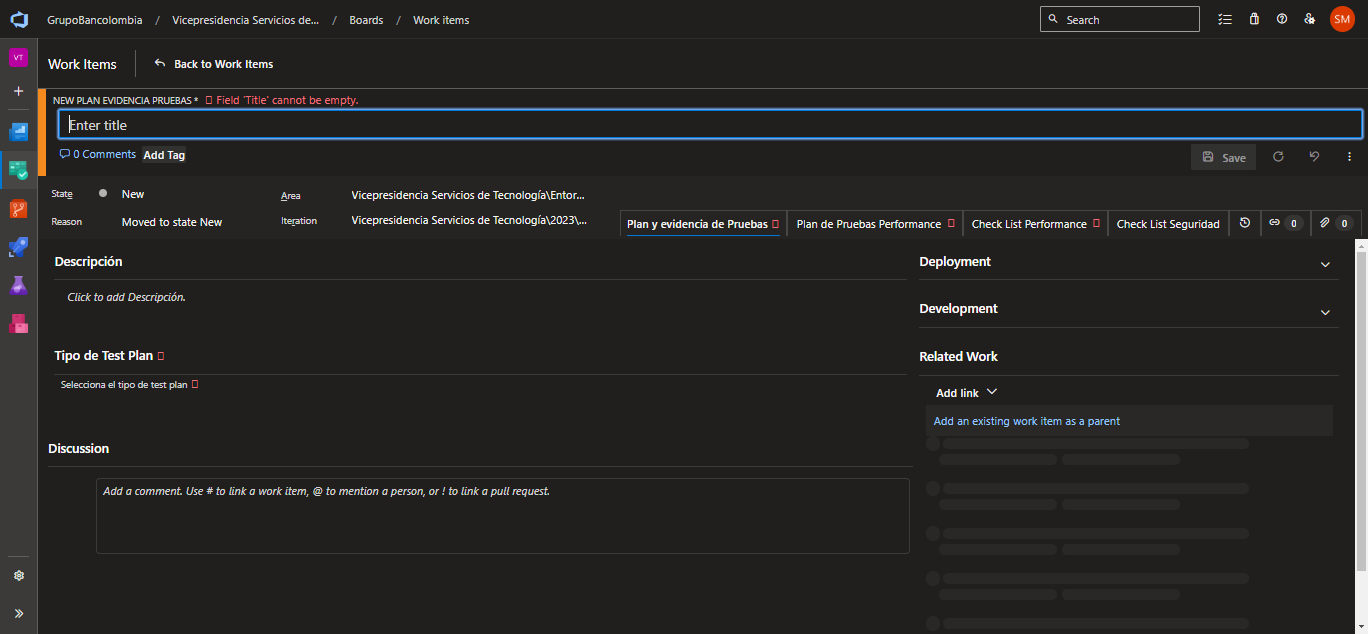 GrupoBancolombia / Vicepresidencia Servicios de... / Boards / Work items
Search
SM
VT
Work Items
Back to Work Items
NEW PLAN EVIDENCIA PRUEBAS * Field 'Title' cannot be empty.
Enter title
0 Comments Add Tag
Save
State New
Reason Moved to state New
Area Vicepresidencia Servicios de Tecnología\Entor...
Iteration Vicepresidencia Servicios de Tecnología\2023\...
Plan y evidencia de Pruebas
Plan de Pruebas Performance
Check List Performance
Check List Seguridad
0
0
Descripción
Click to add Descripción.
Tipo de Test Plan
Selecciona el tipo de test plan
Discussion
Add a comment. Use # to link a work item, @ to mention a person, or ! to link a pull request.
Deployment
Development
Related Work
Add link
Add an existing work item as a parent